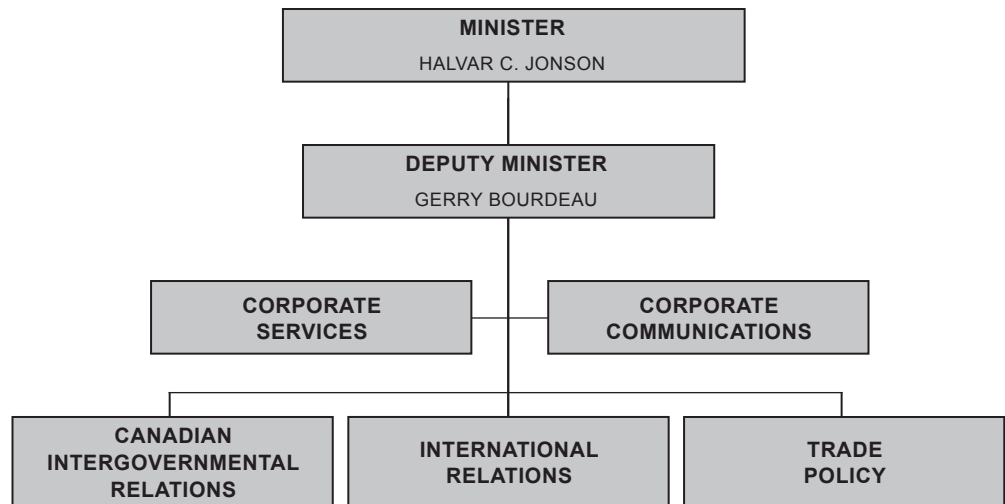 MINISTER
HALVAR C. JONSON
DEPUTY MINISTER
GERRY BOURDEAU
CORPORATE
SERVICES
CORPORATE
COMMUNICATIONS
CANADIAN
INTERGOVERNMENTAL
RELATIONS
INTERNATIONAL
RELATIONS
TRADE
POLICY